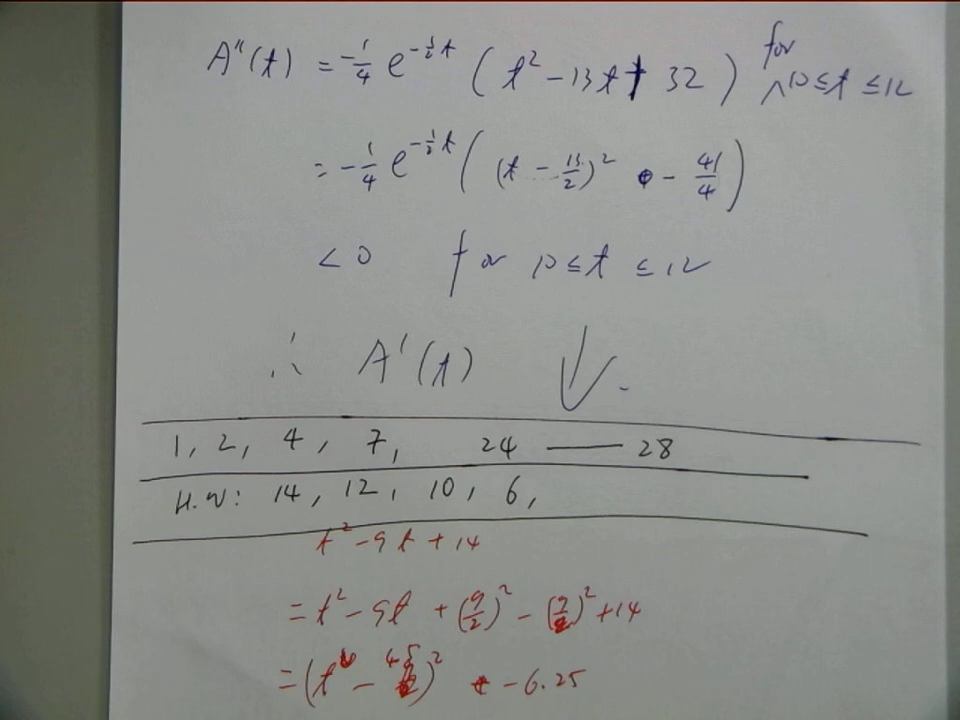 A''(t) = -1/4 e^{-1/2 t} ( t² - 13t + 32 ) for ∧ 10 ≤ t ≤ 12
= -1/4 e^{-1/2 t} ( (t - 13/2)² - 41/4 )
< 0 for 10 ≤ t ≤ 12
∴ A'(t) ↓.
1, 2, 4, 7, 24 — 28
H.W: 14, 12, 10, 6,
t² - 9t + 14
= t² - 9t + (9/2)² - (9/2)² + 14
= (t - 4.5)² - 6.25